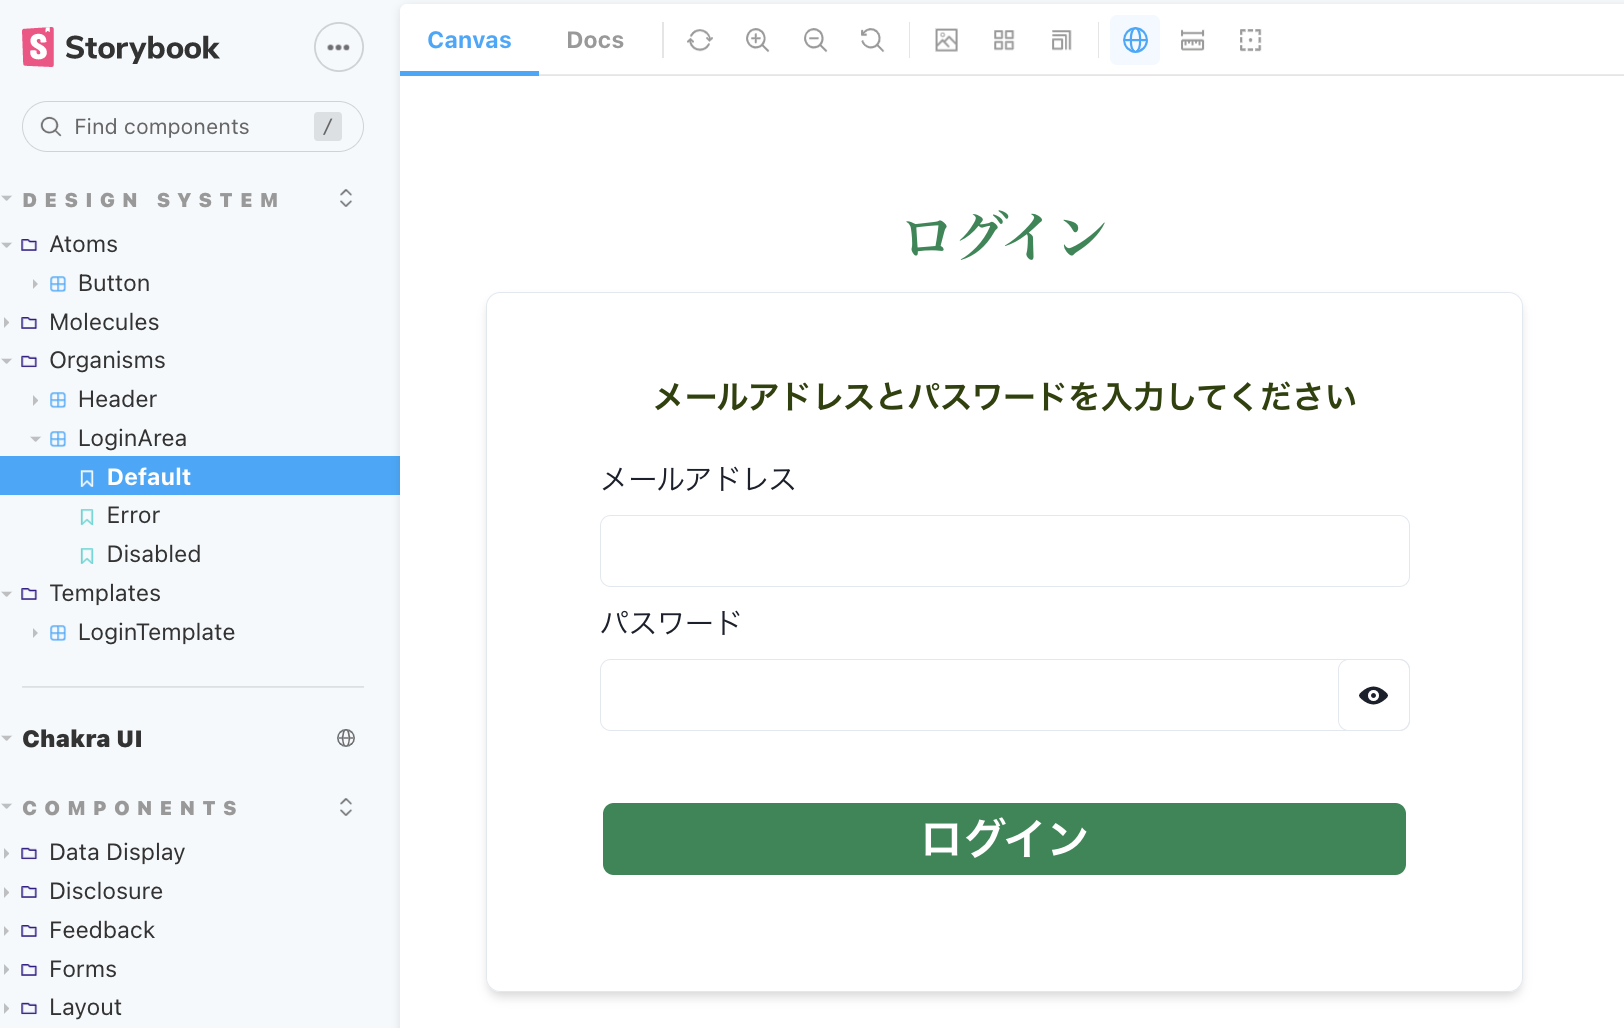 Storybook
Find components /
DESIGN SYSTEM
Atoms
Button
Molecules
Organisms
Header
LoginArea
Default
Error
Disabled
Templates
LoginTemplate
Chakra UI
COMPONENTS
Data Display
Disclosure
Feedback
Forms
Layout
Canvas Docs
ログイン
メールアドレスとパスワードを入力してください
メールアドレス
パスワード
ログイン